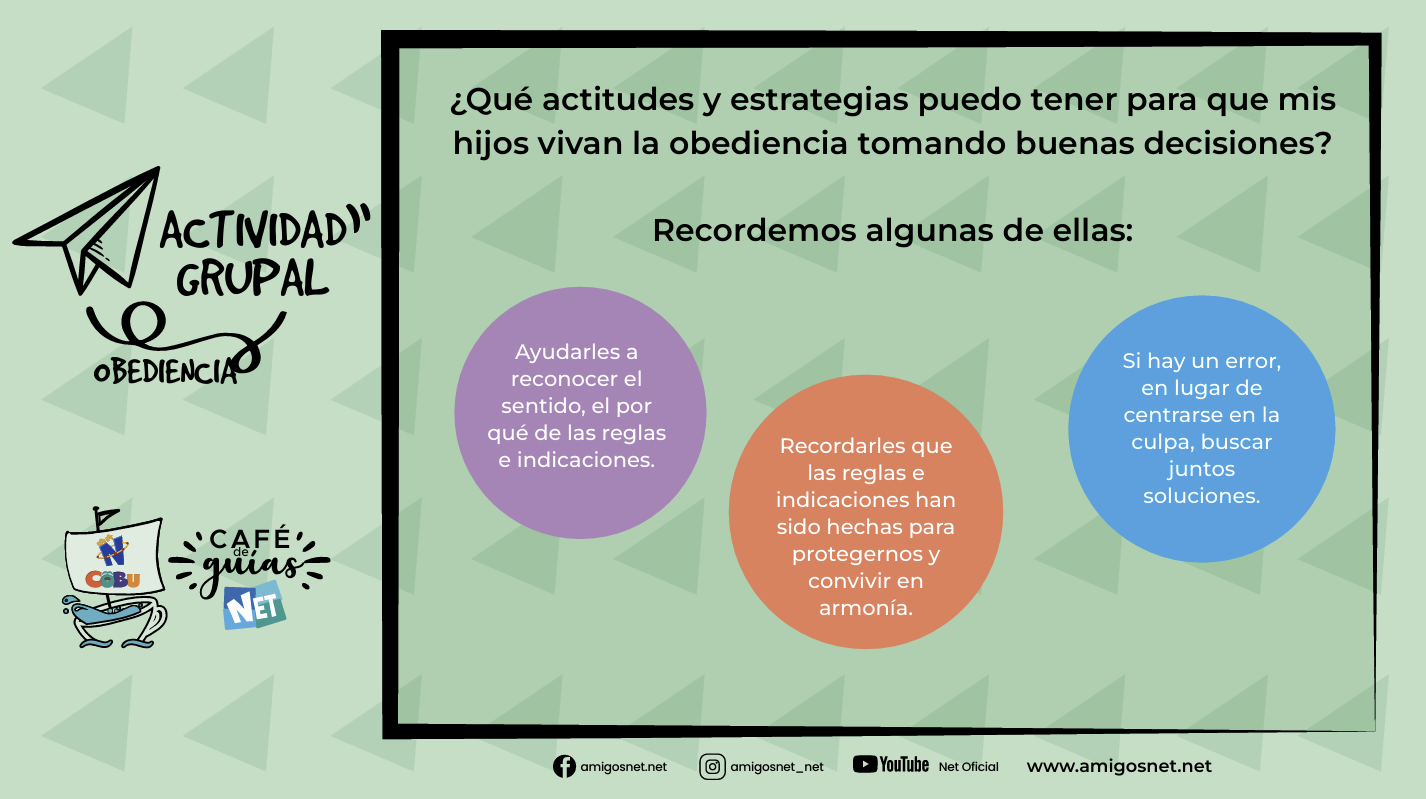 ¿Qué actitudes y estrategias puedo tener para que mis
hijos vivan la obediencia tomando buenas decisiones?
Recordemos algunas de ellas:
ACTIVIDAD
GRUPAL
OBEDIENCIA
Ayudarles a
reconocer el
sentido, el por
qué de las reglas
e indicaciones.
Recordarles que
las reglas e
indicaciones han
sido hechas para
protegernos y
convivir en
armonía.
Si hay un error,
en lugar de
centrarse en la
culpa, buscar
juntos
soluciones.
N
COBU
CAFÉ
de
guías
NET
amigosnet.net
amigosnet_net
YouTube Net Oficial
www.amigosnet.net